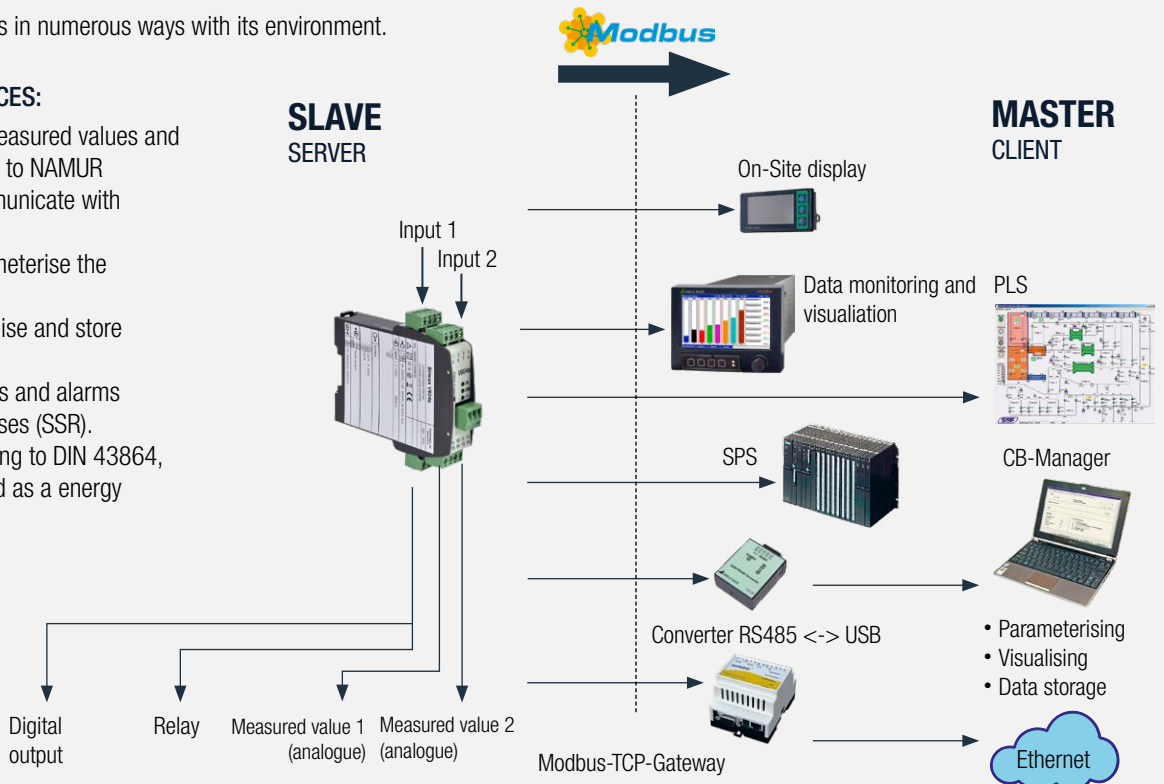 s in numerous ways with its environment.
CES:
easured values and
to NAMUR
municate with
neterise the
ise and store
s and alarms
ses (SSR).
ng to DIN 43864,
d as a energy
SLAVE
SERVER
Modbus
MASTER
CLIENT
Input 1
Input 2
On-Site display
Data monitoring and
visualiation
PLS
SPS
CB-Manager
Converter RS485 <-> USB
• Parameterising
• Visualising
• Data storage
Digital
output
Relay
Measured value 1
(analogue)
Measured value 2
(analogue)
Modbus-TCP-Gateway
Ethernet